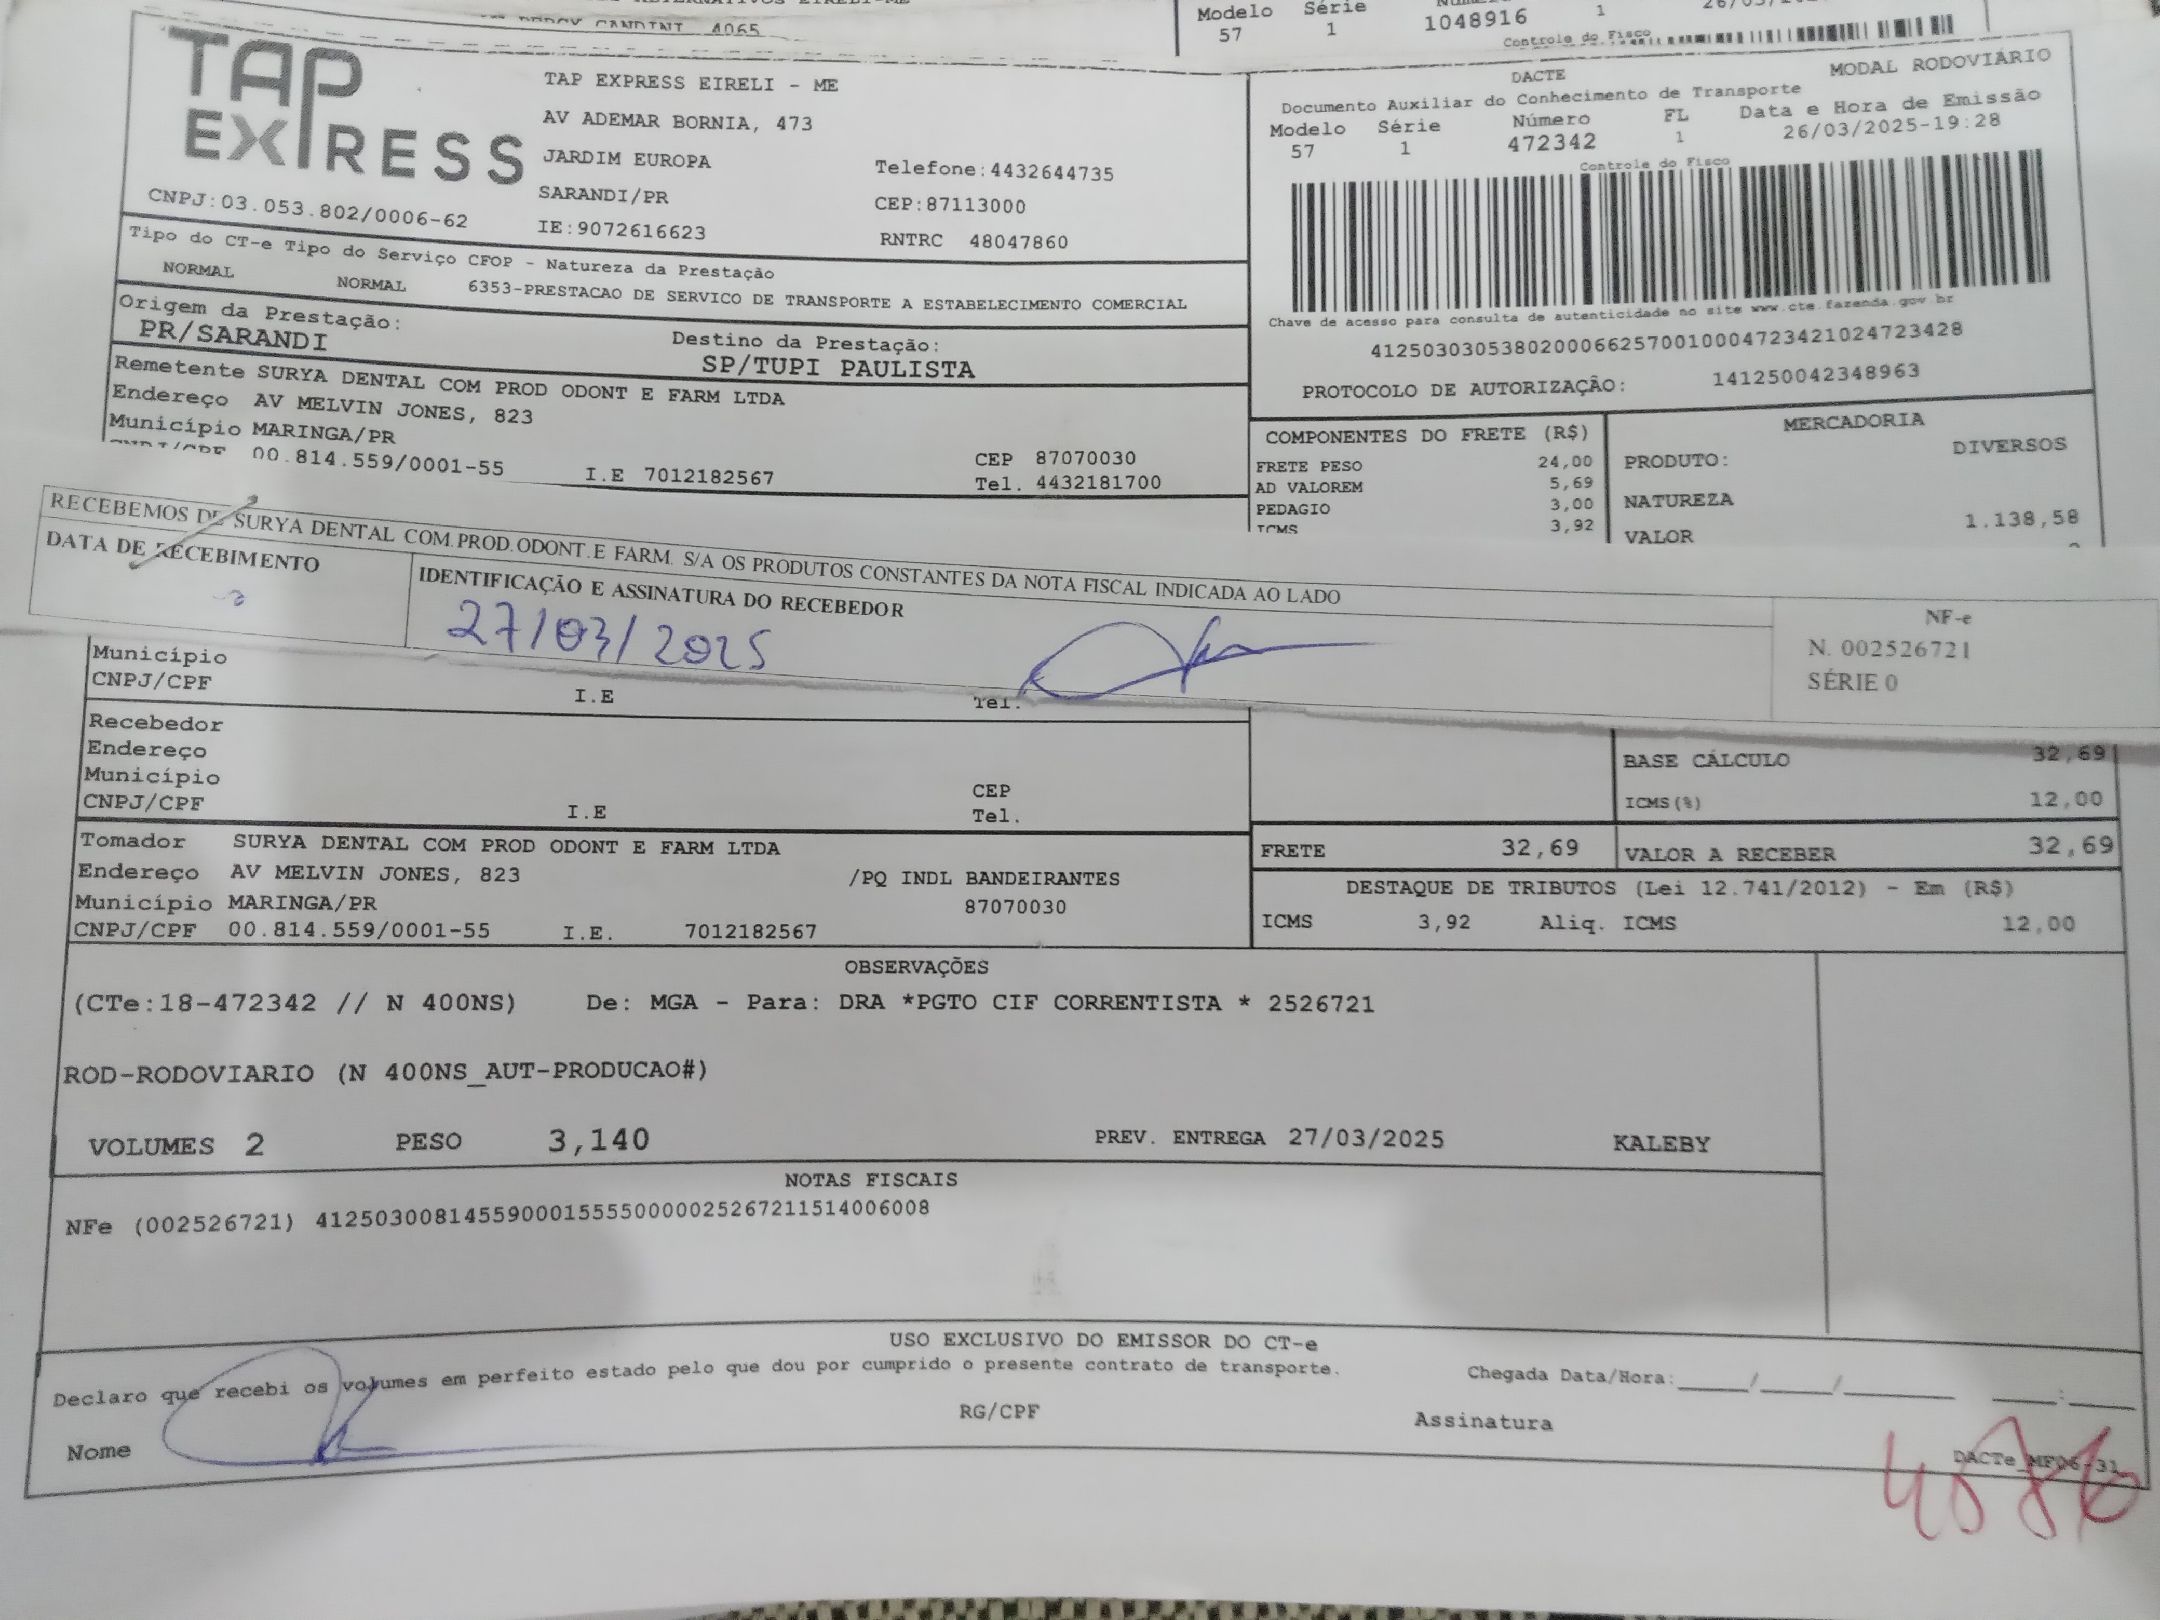 4065
Modelo Série
57 1 1048916 1
Controle do Fisco
TAP
EXPRESS
TAP EXPRESS EIRELI - ME
AV ADEMAR BORNIA, 473
JARDIM EUROPA Telefone:4432644735
SARANDI/PR CEP:87113000
CNPJ:03.053.802/0006-62 IE:9072616623 RNTRC 48047860
DACTE MODAL RODOVIÁRIO
Documento Auxiliar do Conhecimento de Transporte
Modelo Série Número FL Data e Hora de Emissão
57 1 472342 1 26/03/2025-19:28
Controle do Fisco
Chave de acesso para consulta de autenticidade no site www.cte.fazenda.gov.br
41250303053802000662570010004723421024723428
PROTOCOLO DE AUTORIZAÇÃO: 141250042348963
Tipo do CT-e Tipo do Serviço CFOP - Natureza da Prestação
NORMAL NORMAL 6353-PRESTACAO DE SERVICO DE TRANSPORTE A ESTABELECIMENTO COMERCIAL
Origem da Prestação: Destino da Prestação:
PR/SARANDI SP/TUPI PAULISTA
Remetente SURYA DENTAL COM PROD ODONT E FARM LTDA
Endereço AV MELVIN JONES, 823
Município MARINGA/PR CEP 87070030
CNPJ/CPF 00.814.559/0001-55 I.E 7012182567 Tel. 4432181700
COMPONENTES DO FRETE (R$)
FRETE PESO 24,00
AD VALOREM 5,69
PEDAGIO 3,00
ICMS 3,92
MERCADORIA
PRODUTO: DIVERSOS
NATUREZA
VALOR 1.138,58
RECEBEMOS DE SURYA DENTAL COM.PROD.ODONT.E FARM. S/A OS PRODUTOS CONSTANTES DA NOTA FISCAL INDICADA AO LADO
DATA DE RECEBIMENTO IDENTIFICAÇÃO E ASSINATURA DO RECEBEDOR
27/03/2025
NF-e
N. 002526721
SÉRIE 0
Município
CNPJ/CPF I.E Tel.
Recebedor
Endereço
Município CEP
CNPJ/CPF I.E Tel.
BASE CÁLCULO 32,69
ICMS(%) 12,00
Tomador SURYA DENTAL COM PROD ODONT E FARM LTDA
Endereço AV MELVIN JONES, 823 /PQ INDL BANDEIRANTES
Município MARINGA/PR 87070030
CNPJ/CPF 00.814.559/0001-55 I.E. 7012182567
FRETE 32,69 VALOR A RECEBER 32,69
DESTAQUE DE TRIBUTOS (Lei 12.741/2012) - Em (R$)
ICMS 3,92 Aliq. ICMS 12,00
OBSERVAÇÕES
(CTe:18-472342 // N 400NS) De: MGA - Para: DRA *PGTO CIF CORRENTISTA * 2526721
ROD-RODOVIARIO (N 400NS_AUT-PRODUCAO#)
VOLUMES 2 PESO 3,140 PREV. ENTREGA 27/03/2025 KALEBY
NOTAS FISCAIS
NFe (002526721) 41250300814559000155550000025267211514006008
USO EXCLUSIVO DO EMISSOR DO CT-e
Declaro que recebi os volumes em perfeito estado pelo que dou por cumprido o presente contrato de transporte. Chegada Data/Hora:____/____/______ ___:____
Nome RG/CPF Assinatura
DACTe_MF06-31